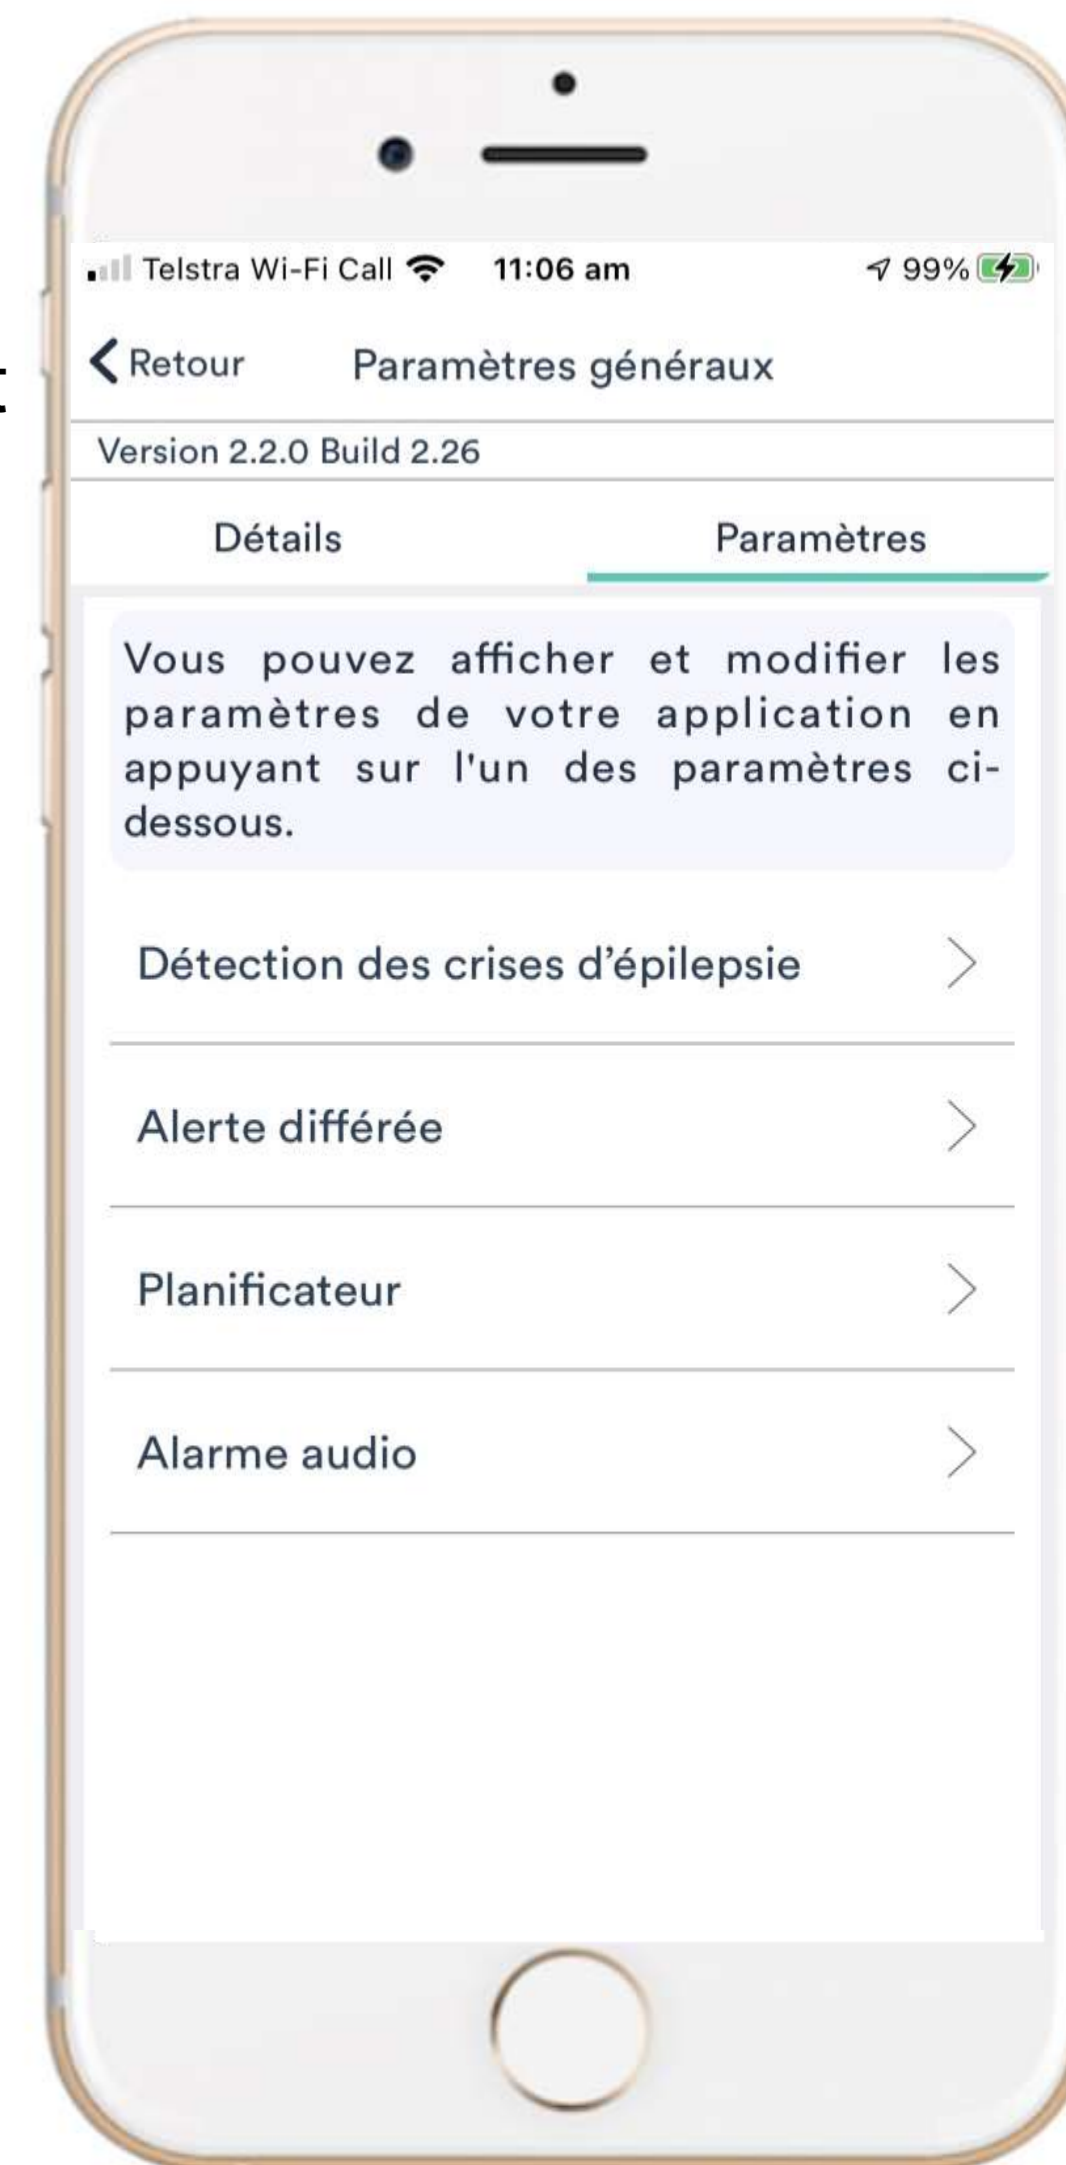 Telstra Wi-Fi Call 11:06 am 99%
Retour Paramètres généraux
Version 2.2.0 Build 2.26
Détails Paramètres
Vous pouvez afficher et modifier les
paramètres de votre application en
appuyant sur l'un des paramètres ci-
dessous.
Détection des crises d’épilepsie
Alerte différée
Planificateur
Alarme audio